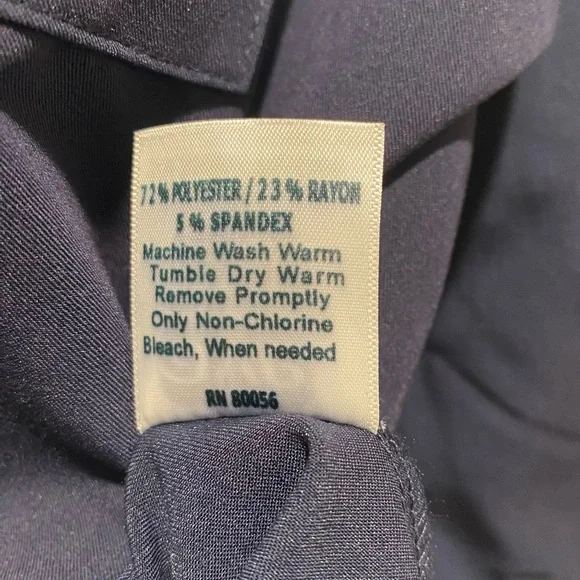 72% POLYESTER / 23% RAYON
5% SPANDEX
Machine Wash Warm
Tumble Dry Warm
Remove Promptly
Only Non-Chlorine
Bleach, When needed
RN 80056